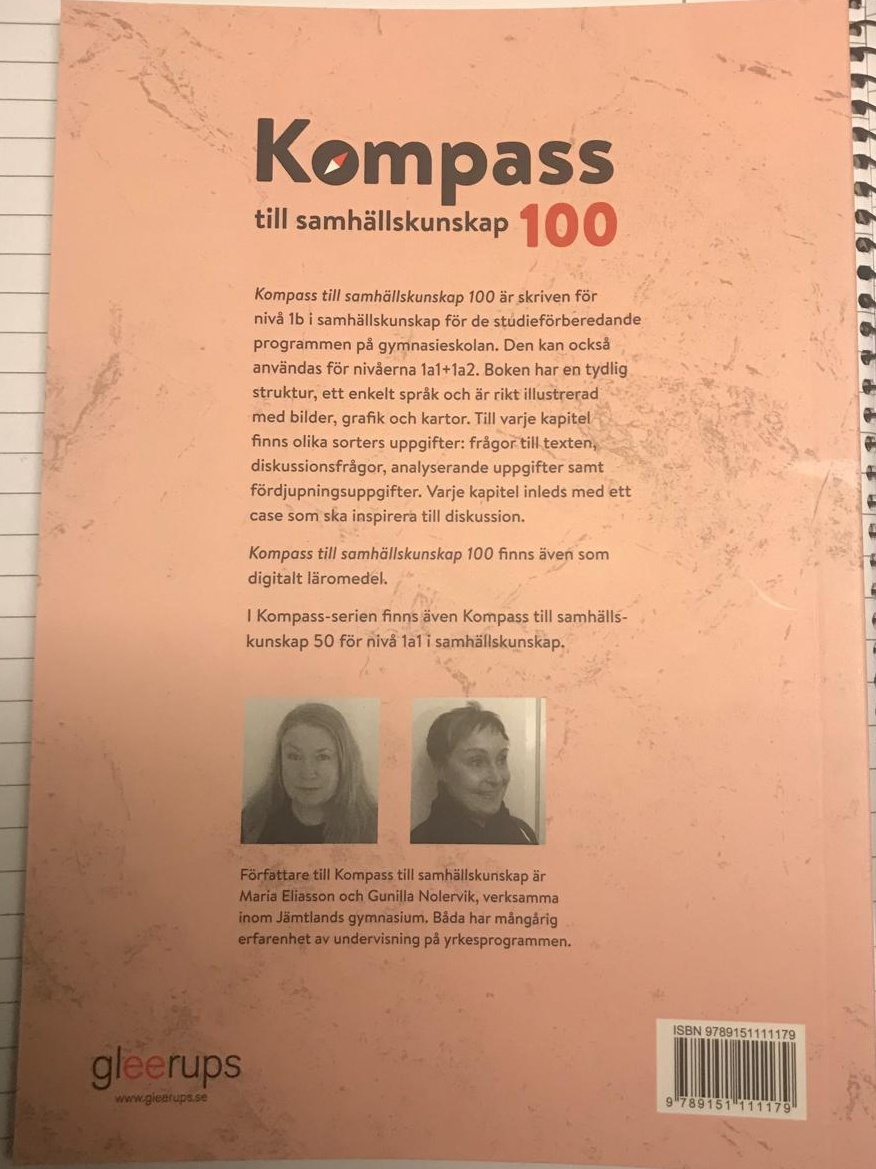 Kompass
till samhällskunskap 100
Kompass till samhällskunskap 100 är skriven för
nivå 1b i samhällskunskap för de studieförberedande
programmen på gymnasieskolan. Den kan också
användas för nivåerna 1a1+1a2. Boken har en tydlig
struktur, ett enkelt språk och är rikt illustrerad
med bilder, grafik och kartor. Till varje kapitel
finns olika sorters uppgifter: frågor till texten,
diskussionsfrågor, analyserande uppgifter samt
fördjupningsuppgifter. Varje kapitel inleds med ett
case som ska inspirera till diskussion.
Kompass till samhällskunskap 100 finns även som
digitalt läromedel.
I Kompass-serien finns även Kompass till samhälls-
kunskap 50 för nivå 1a1 i samhällskunskap.
Författare till Kompass till samhällskunskap är
Maria Eliasson och Gunilla Nolervik, verksamma
inom Jämtlands gymnasium. Båda har mångårig
erfarenhet av undervisning på yrkesprogrammen.
gleerups
www.gleerups.se
ISBN 9789151111179
9 789151 111179